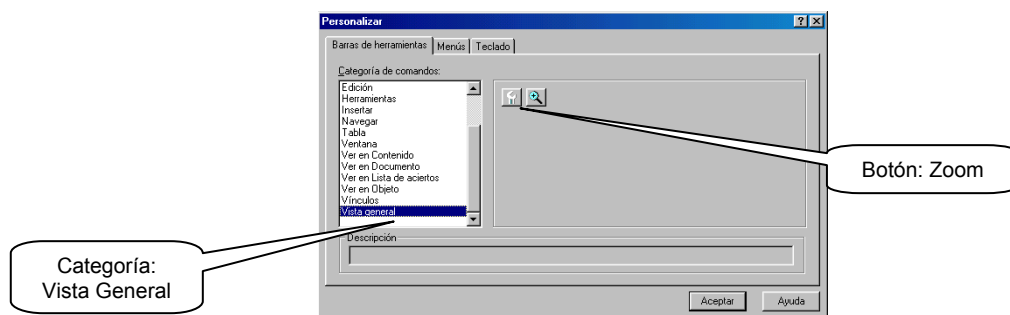 Personalizar
Barras de herramientas Menús Teclado
Categoría de comandos:
Edición
Herramientas
Insertar
Navegar
Tabla
Ventana
Ver en Contenido
Ver en Documento
Ver en Lista de aciertos
Ver en Objeto
Vínculos
Vista general
Descripción
Aceptar Ayuda
Botón: Zoom
Categoría:
Vista General